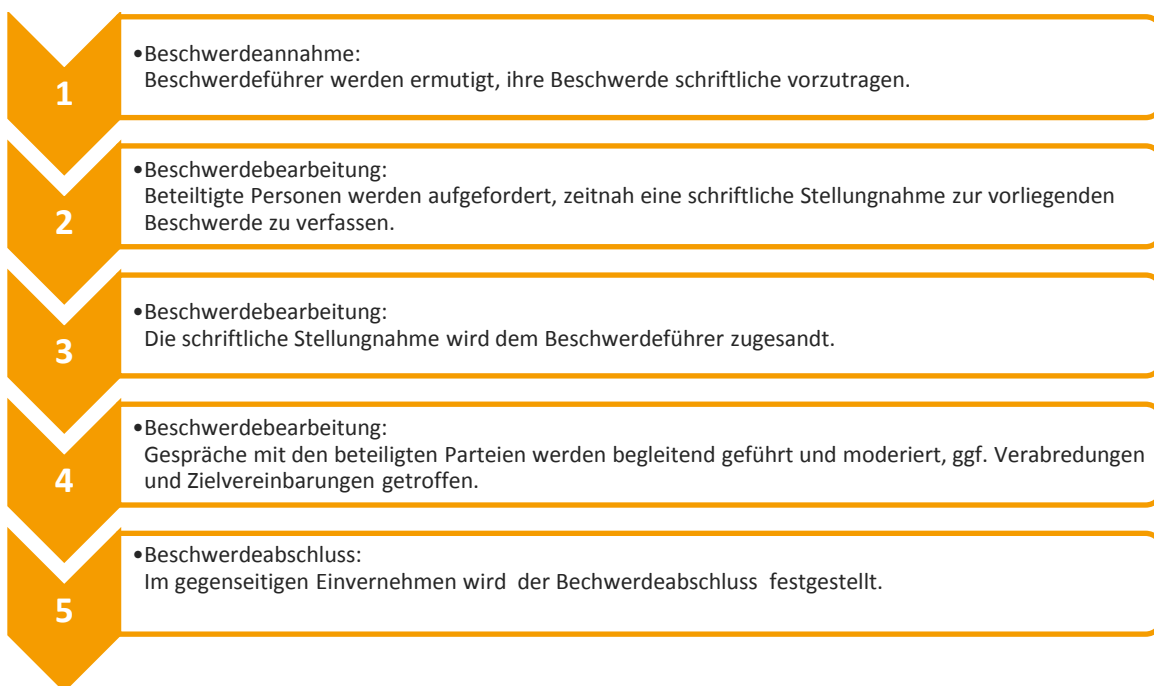 1
•Beschwerdeannahme:
Beschwerdeführer werden ermutigt, ihre Beschwerde schriftliche vorzutragen.
2
•Beschwerdebearbeitung:
Beteiltigte Personen werden aufgefordert, zeitnah eine schriftliche Stellungnahme zur vorliegenden
Beschwerde zu verfassen.
3
•Beschwerdebearbeitung:
Die schriftliche Stellungnahme wird dem Beschwerdeführer zugesandt.
4
•Beschwerdebearbeitung:
Gespräche mit den beteiligten Parteien werden begleitend geführt und moderiert, ggf. Verabredungen
und Zielvereinbarungen getroffen.
5
•Beschwerdeabschluss:
Im gegenseitigen Einvernehmen wird  der Bechwerdeabschluss  festgestellt.